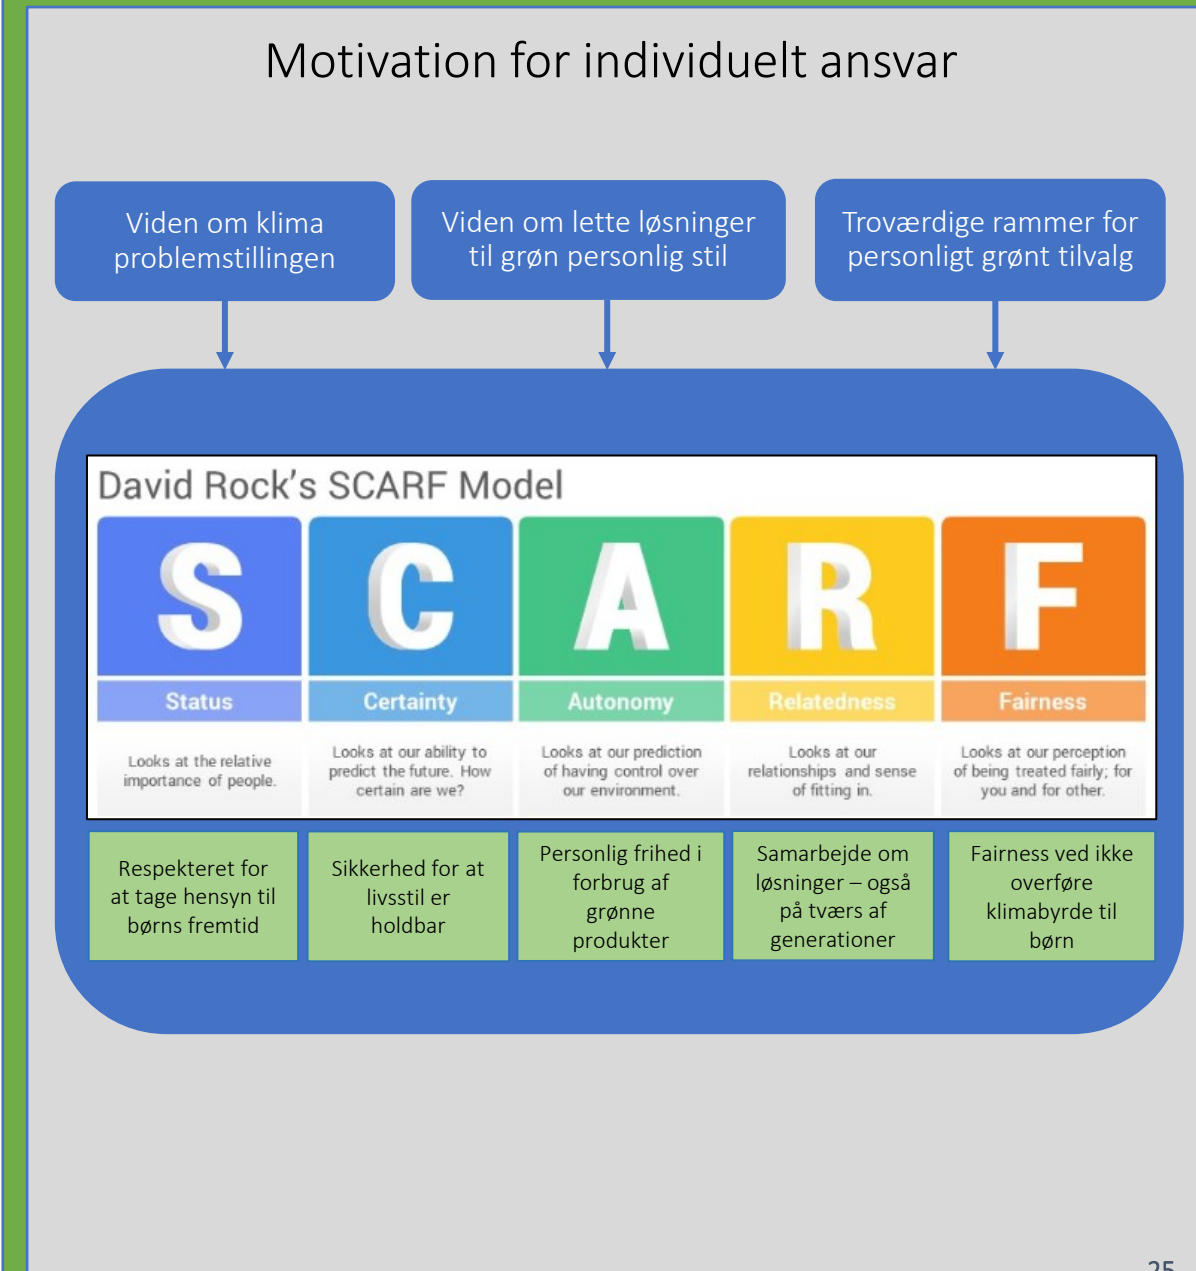 Motivation for individuelt ansvar
Viden om klima
problemstillingen
Viden om lette løsninger
til grøn personlig stil
Troværdige rammer for
personligt grønt tilvalg
David Rock's SCARF Model
S
C
A
R
F
Status
Certainty
Autonomy
Relatedness
Fairness
Looks at the relative
importance of people.
Looks at our ability to
predict the future. How
certain are we?
Looks at our prediction
of having control over
our environment.
Looks at our
relationships and sense
of fitting in.
Looks at our perception
of being treated fairly; for
you and for other.
Respekteret for
at tage hensyn til
børns fremtid
Sikkerhed for at
livsstil er
holdbar
Personlig frihed i
forbrug af
grønne
produkter
Samarbejde om
løsninger – også
på tværs af
generationer
Fairness ved ikke
overføre
klimabyrde til
børn
25